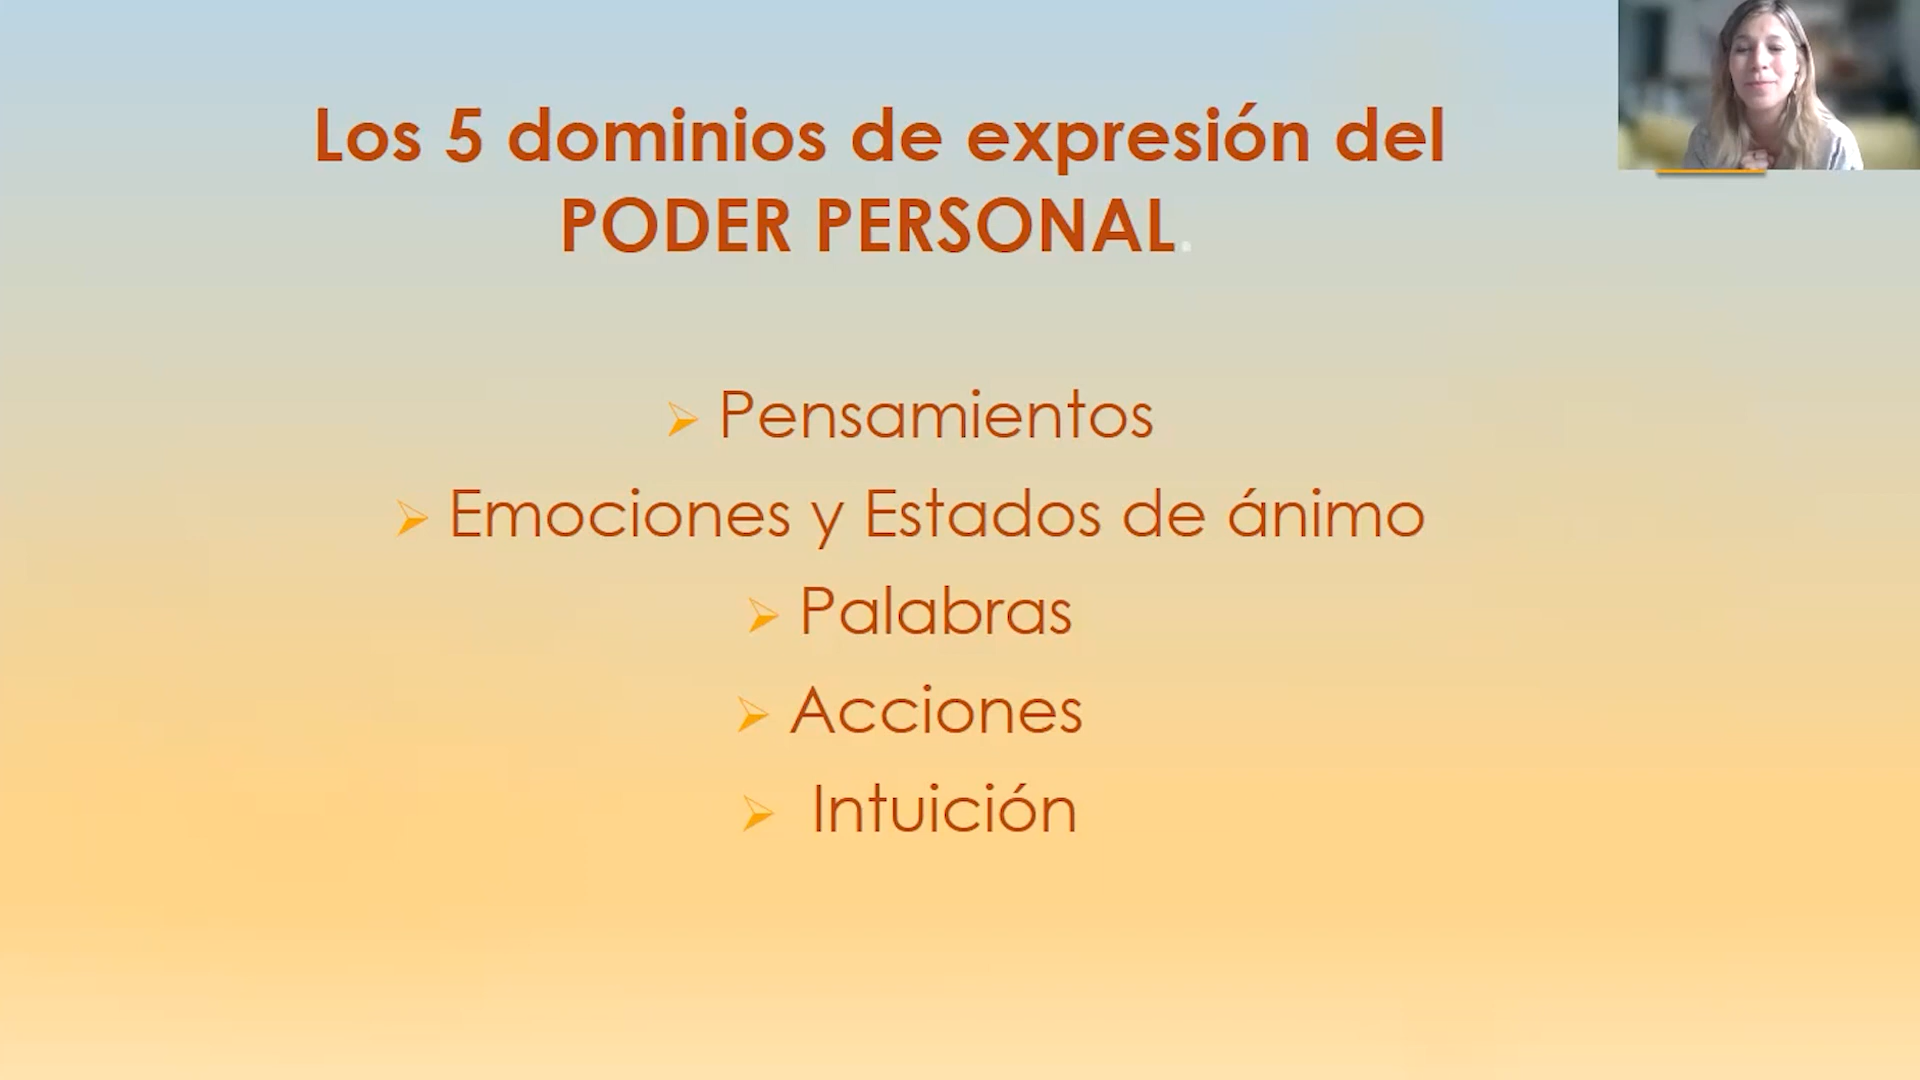 Los 5 dominios de expresión del
PODER PERSONAL.
Pensamientos
Emociones y Estados de ánimo
Palabras
Acciones
Intuición